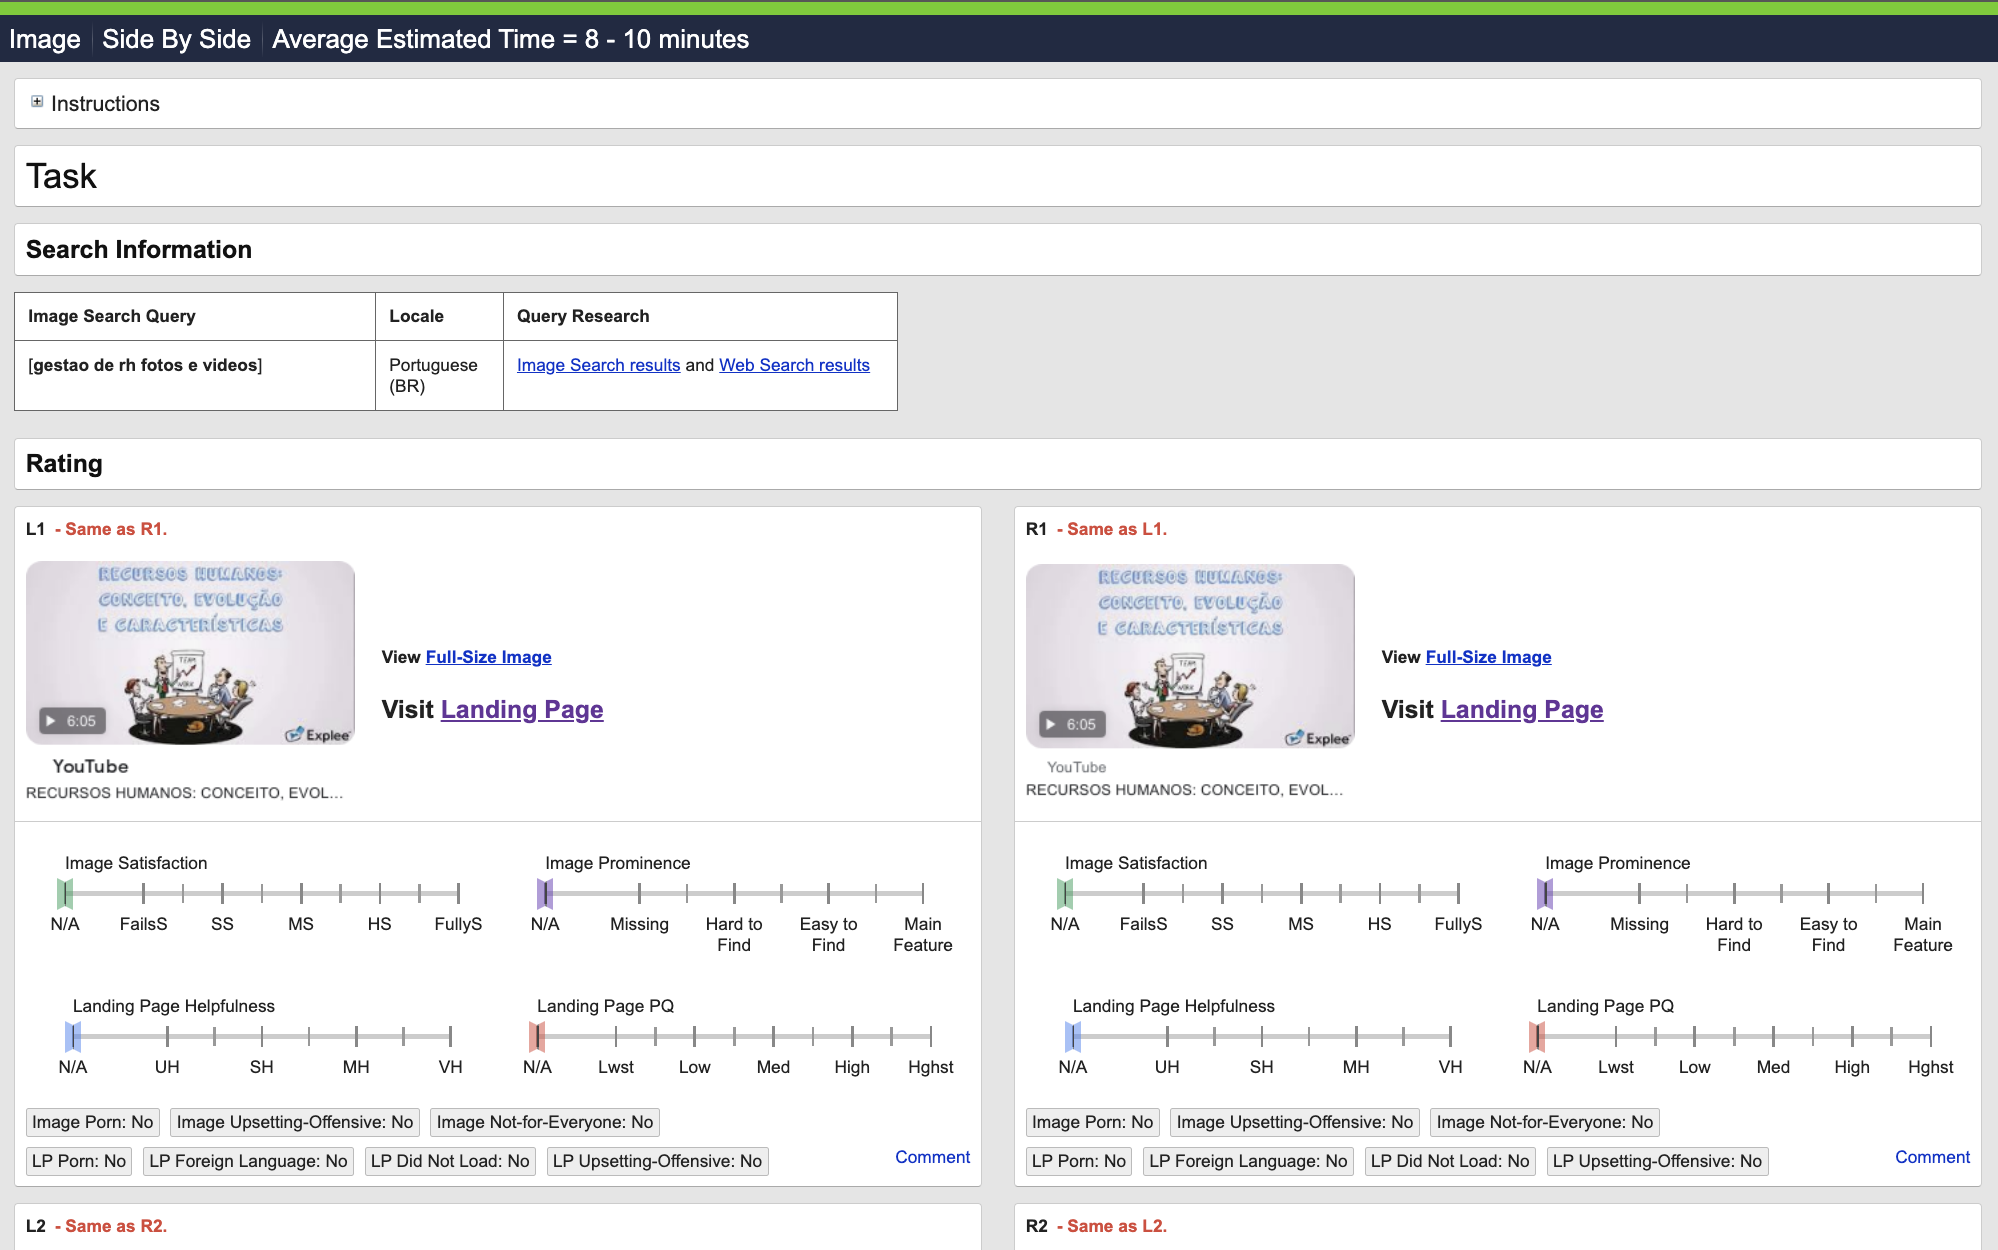 Image Side By Side Average Estimated Time = 8 - 10 minutes
Instructions
Task
Search Information
Image Search Query Locale Query Research
[gestao de rh fotos e videos] Portuguese (BR) Image Search results and Web Search results
Rating
L1 - Same as R1.
RECURSOS HUMANOS:
CONCEITO, EVOLUÇÃO
E CARACTERÍSTICAS
TEAM
WORK
6:05
Explee
YouTube
RECURSOS HUMANOS: CONCEITO, EVOL...
View Full-Size Image
Visit Landing Page
Image Satisfaction
N/A FailsS SS MS HS FullyS
Image Prominence
N/A Missing Hard to Find Easy to Find Main Feature
Landing Page Helpfulness
N/A UH SH MH VH
Landing Page PQ
N/A Lwst Low Med High Hghst
Image Porn: No Image Upsetting-Offensive: No Image Not-for-Everyone: No
LP Porn: No LP Foreign Language: No LP Did Not Load: No LP Upsetting-Offensive: No
Comment
R1 - Same as L1.
RECURSOS HUMANOS:
CONCEITO, EVOLUÇÃO
E CARACTERÍSTICAS
TEAM
WORK
6:05
Explee
YouTube
RECURSOS HUMANOS: CONCEITO, EVOL...
View Full-Size Image
Visit Landing Page
Image Satisfaction
N/A FailsS SS MS HS FullyS
Image Prominence
N/A Missing Hard to Find Easy to Find Main Feature
Landing Page Helpfulness
N/A UH SH MH VH
Landing Page PQ
N/A Lwst Low Med High Hghst
Image Porn: No Image Upsetting-Offensive: No Image Not-for-Everyone: No
LP Porn: No LP Foreign Language: No LP Did Not Load: No LP Upsetting-Offensive: No
Comment
L2 - Same as R2.
R2 - Same as L2.